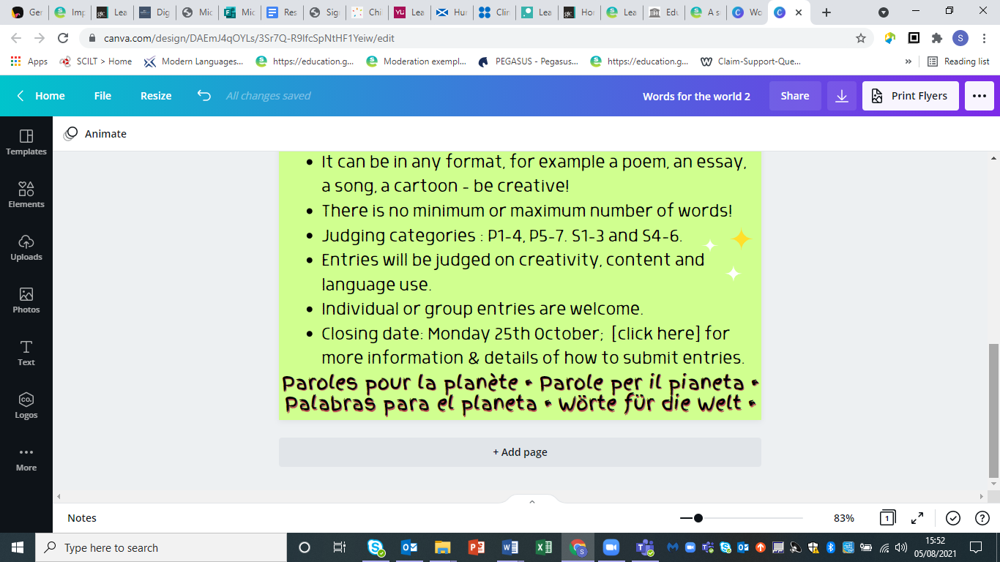 Ger
Imp
Lea
Dig
Mic
Mic
Res
Sig
Chi
Lea
Hur
Clin
Lea
Hor
Lea
Edu
A s
Wo
canva.com/design/DAEmJ4qOYLs/3Sr7Q-R9lfcSpNtHF1Yeiw/edit
S
Apps
SCILT > Home
Modern Languages...
https://education.g...
Moderation exempl...
PEGASUS - Pegasus...
https://education.g...
Claim-Support-Que...
»
Reading list
Home
File
Resize
All changes saved
Words for the world 2
Share
Print Flyers
Animate
Templates
Elements
Uploads
Photos
Text
Logos
More
• It can be in any format, for example a poem, an essay,
a song, a cartoon - be creative!
• There is no minimum or maximum number of words!
• Judging categories : P1-4, P5-7. S1-3 and S4-6.
• Entries will be judged on creativity, content and
language use.
• Individual or group entries are welcome.
• Closing date: Monday 25th October;  [click here] for
more information & details of how to submit entries.
Paroles pour la planète • Parole per il pianeta •
Palabras para el planeta • Wörte für die Welt •
+ Add page
Notes
83%
1
Type here to search
15:52
05/08/2021